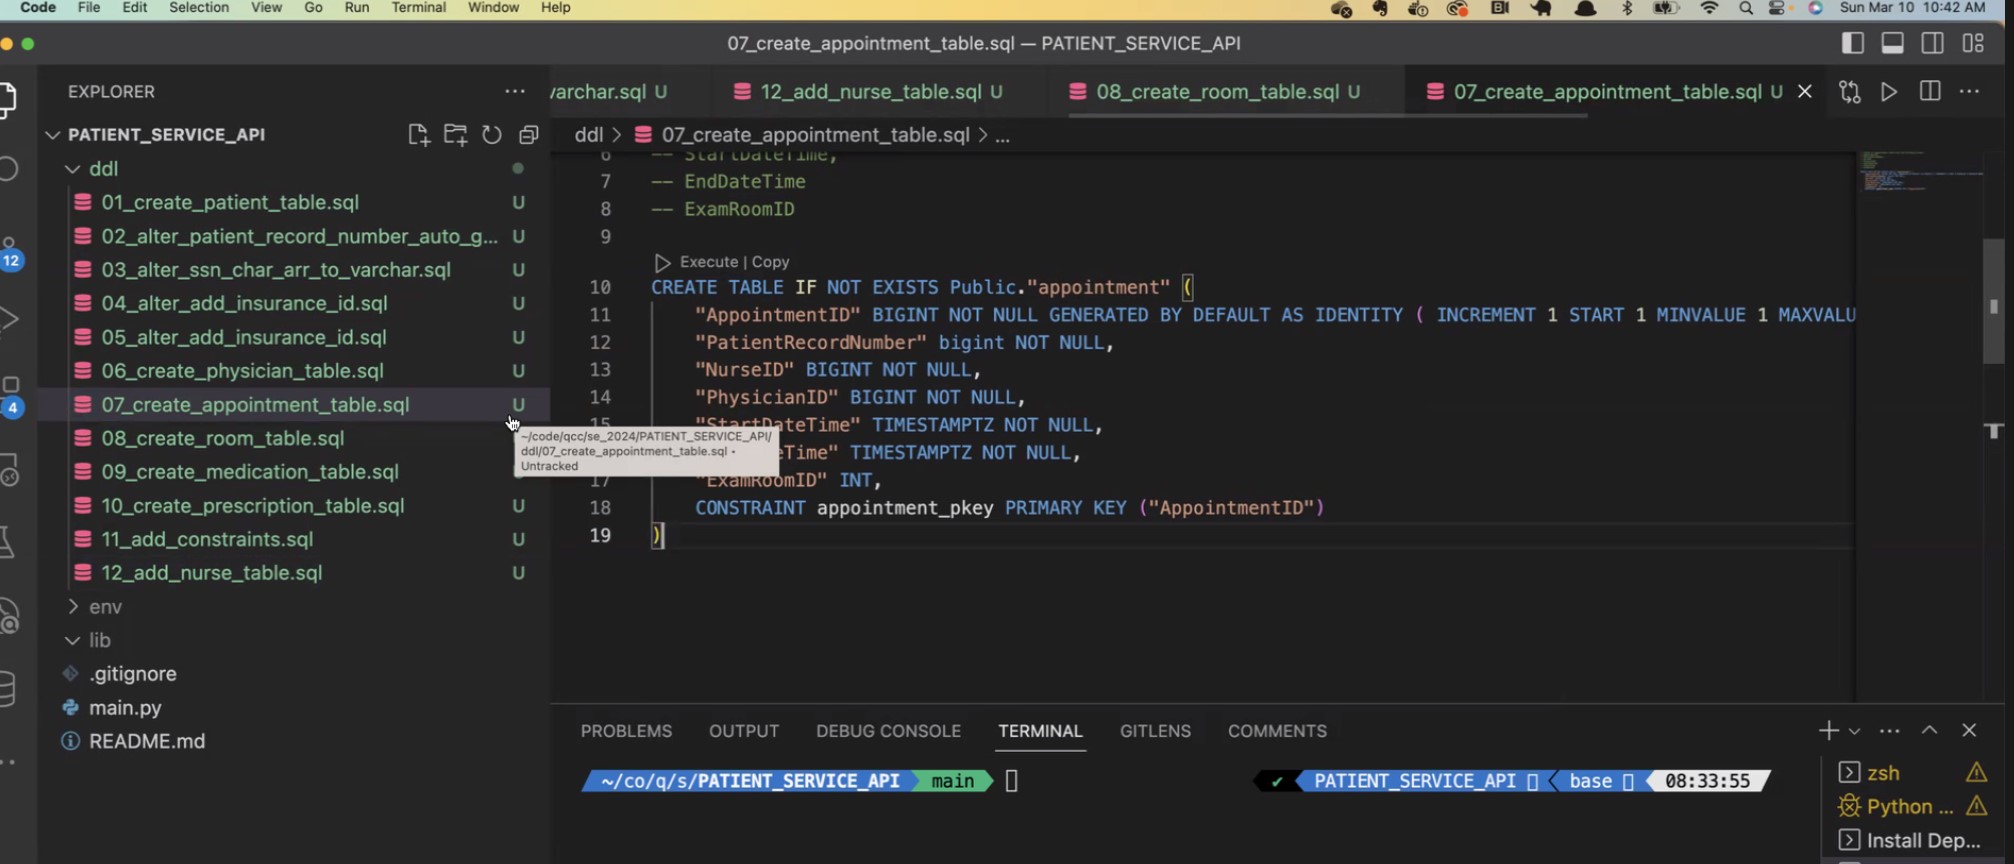 Code File Edit Selection View Go Run Terminal Window Help Sun Mar 10 10:42 AM
07_create_appointment_table.sql — PATIENT_SERVICE_API
EXPLORER
varchar.sql U 12_add_nurse_table.sql U 08_create_room_table.sql U 07_create_appointment_table.sql U
PATIENT_SERVICE_API
ddl > 07_create_appointment_table.sql > ...
ddl
01_create_patient_table.sql U
02_alter_patient_record_number_auto_g... U
03_alter_ssn_char_arr_to_varchar.sql U
04_alter_add_insurance_id.sql U
05_alter_add_insurance_id.sql U
06_create_physician_table.sql U
07_create_appointment_table.sql U
08_create_room_table.sql
09_create_medication_table.sql
10_create_prescription_table.sql U
11_add_constraints.sql U
12_add_nurse_table.sql U
env
lib
.gitignore
main.py
README.md
12
4
6 -- StartDateTime,
7 -- EndDateTime
8 -- ExamRoomID
9
Execute | Copy
10 CREATE TABLE IF NOT EXISTS Public."appointment" (
11 "AppointmentID" BIGINT NOT NULL GENERATED BY DEFAULT AS IDENTITY ( INCREMENT 1 START 1 MINVALUE 1 MAXVALU
12 "PatientRecordNumber" bigint NOT NULL,
13 "NurseID" BIGINT NOT NULL,
14 "PhysicianID" BIGINT NOT NULL,
15 "StartDateTime" TIMESTAMPTZ NOT NULL,
eTime" TIMESTAMPTZ NOT NULL,
17 "ExamRoomID" INT,
18 CONSTRAINT appointment_pkey PRIMARY KEY ("AppointmentID")
19 )
~/code/qcc/se_2024/PATIENT_SERVICE_API/
ddl/07_create_appointment_table.sql •
Untracked
PROBLEMS OUTPUT DEBUG CONSOLE TERMINAL GITLENS COMMENTS
~/co/q/s/PATIENT_SERVICE_API main
PATIENT_SERVICE_API base 08:33:55
zsh
Python ...
Install Dep...